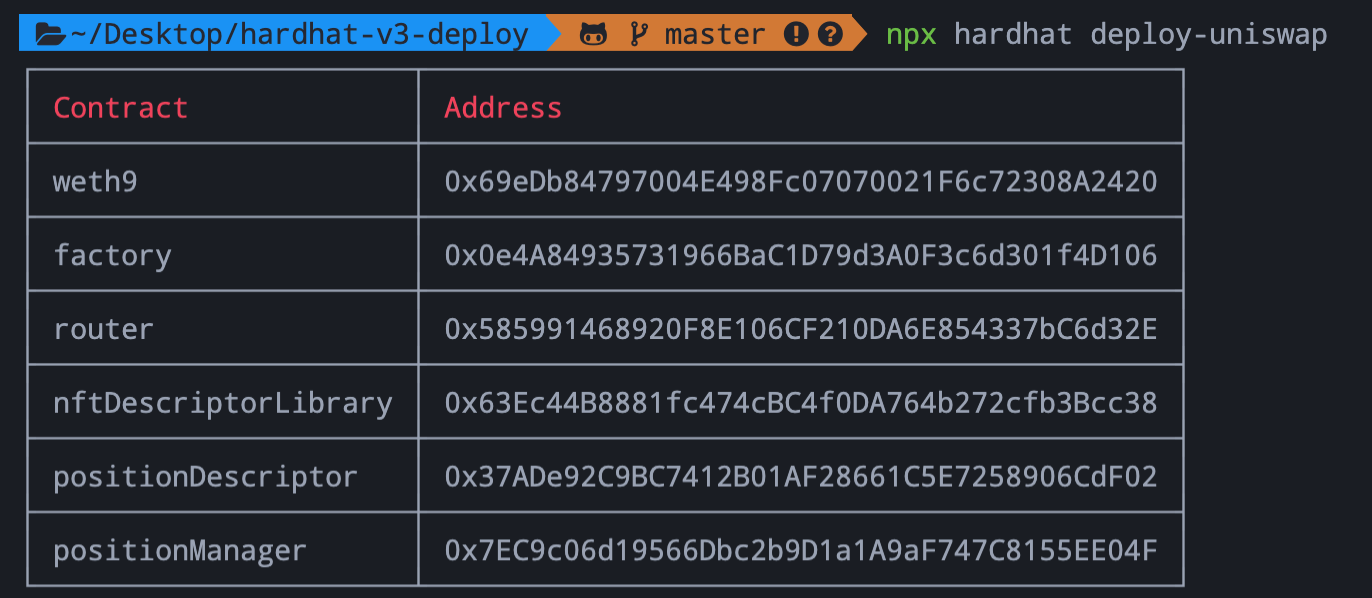 ~/Desktop/hardhat-v3-deploy master npx hardhat deploy-uniswap
Contract Address
weth9 0x69eDb84797004E498Fc07070021F6c72308A2420
factory 0x0e4A84935731966BaC1D79d3A0F3c6d301f4D106
router 0x585991468920F8E106CF210DA6E854337bC6d32E
nftDescriptorLibrary 0x63Ec44B8881fc474cBC4f0DA764b272cfb3Bcc38
positionDescriptor 0x37ADe92C9BC7412B01AF28661C5E7258906CdF02
positionManager 0x7EC9c06d19566Dbc2b9D1a1A9aF747C8155EE04F